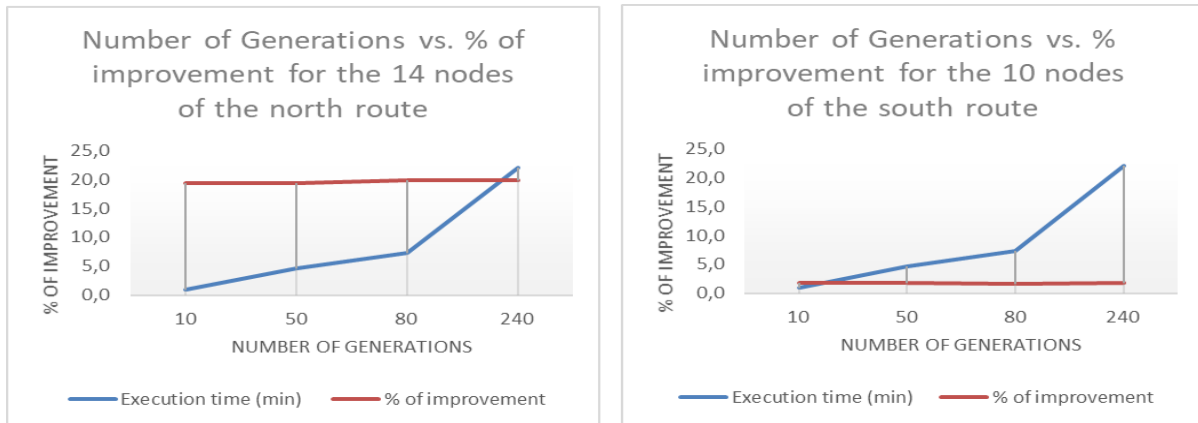 Number of Generations vs. % of
improvement for the 14 nodes
of the north route
% OF IMPROVEMENT
25,0
20,0
15,0
10,0
5,0
0,0
10 50 80 240
NUMBER OF GENERATIONS
Execution time (min) % of improvement
Number of Generations vs. %
improvement for the 10 nodes
of the south route
% OF IMPROVEMENT
25,0
20,0
15,0
10,0
5,0
0,0
10 50 80 240
NUMBER OF GENERATIONS
Execution time (min) % of improvement